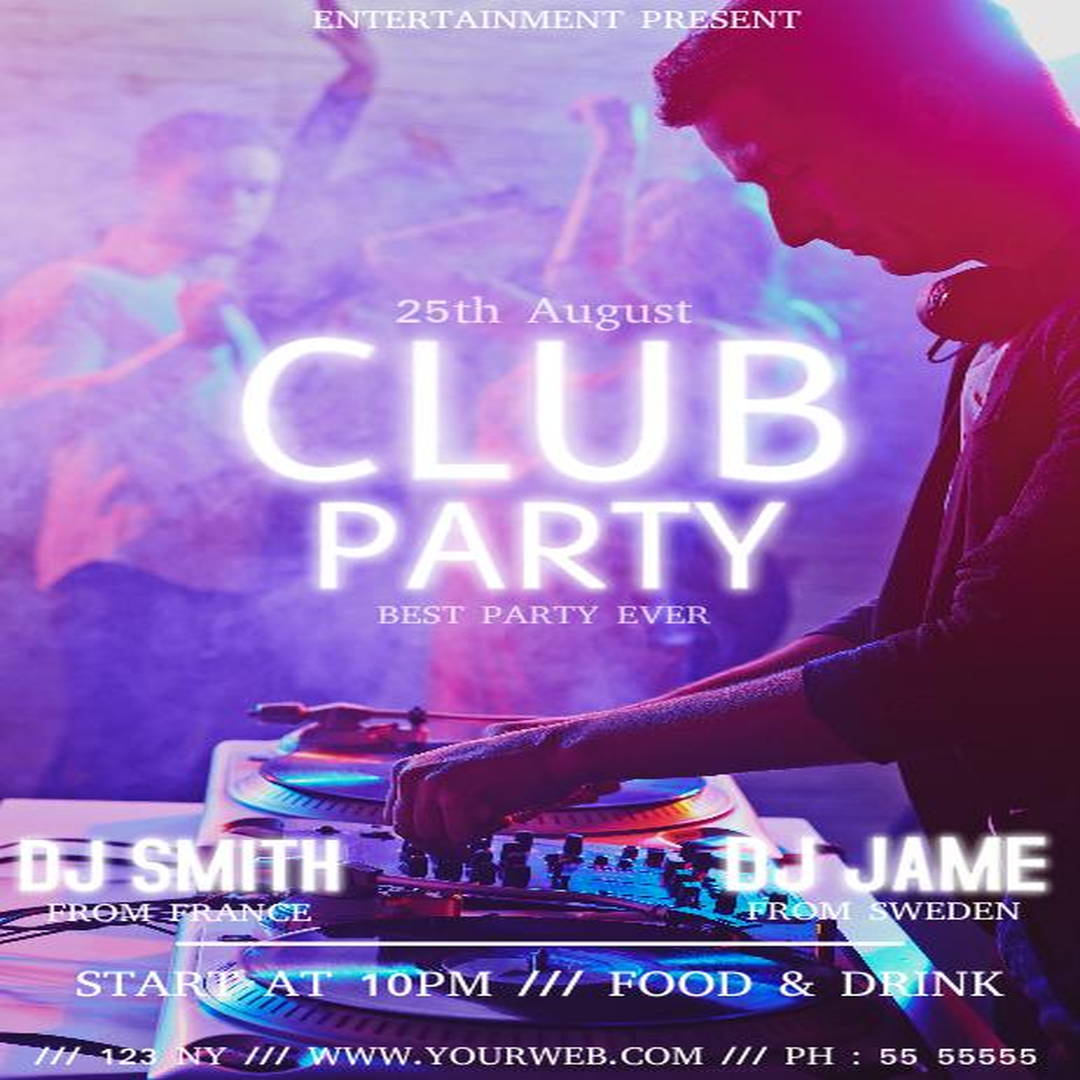 ENTERTAINMENT PRESENT
25th August
CLUB
PARTY
BEST PARTY EVER
DJ SMITH
FROM FRANCE
DJ JAME
FROM SWEDEN
START AT 10PM /// FOOD & DRINK
/// 123 NY /// WWW.YOURWEB.COM /// PH : 55 55555